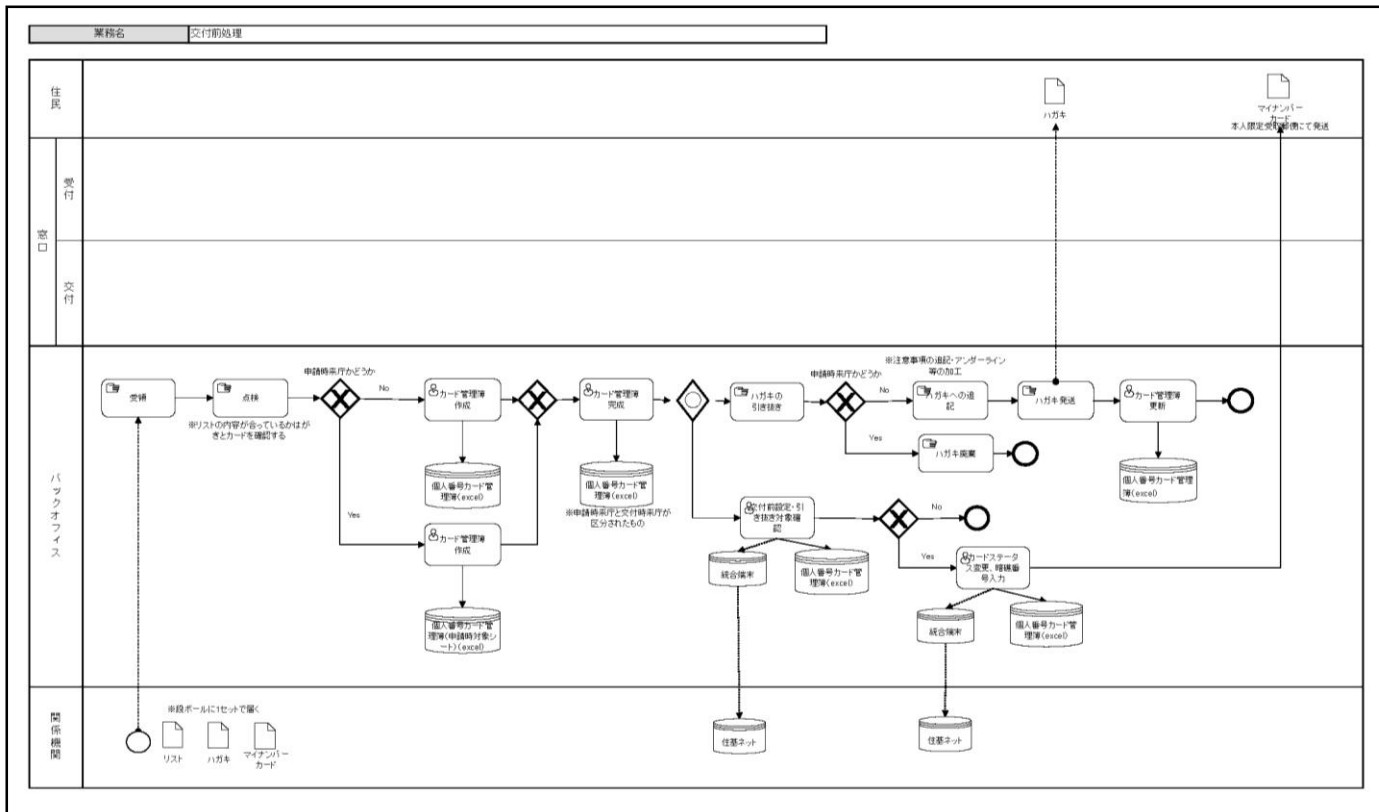 業務名
交付前処理
住民
ハガキ
マイナンバー
カード
本人限定受取郵便にて発送
窓口
受付
交付
バックオフィス
受領
点検
※リストの内容が合っているかはが
きとカードを確認する
申請時来庁かどうか
No
Yes
カード管理簿
作成
個人番号カード管
理簿(excel)
カード管理簿
作成
個人番号カード管
理簿(申請時対象シ
ート)(excel)
カード管理簿
完成
個人番号カード管
理簿(excel)
※申請時来庁と交付時来庁が
区分されたもの
ハガキの
引き抜き
申請時来庁かどうか
No
Yes
※注意事項の追記・アンダーライン
等の加工
ハガキへの追
記
ハガキ発送
カード管理簿
更新
個人番号カード管理
簿(excel)
ハガキ廃棄
交付前設定・引
き抜き対象確
認
統合端末
個人番号カード管
理簿(excel)
No
Yes
カードステータ
ス変更、暗証番
号入力
統合端末
個人番号カード管
理簿(excel)
関係機関
※段ボールに1セットで届く
リスト
ハガキ
マイナンバー
カード
住基ネット
住基ネット